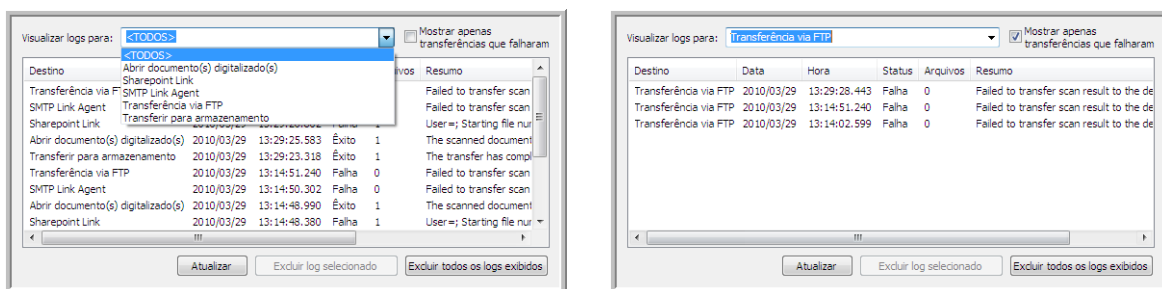 Visualizar logs para: <TODOS> Mostrar apenas transferências que falharam
<TODOS>
Abrir documento(s) digitalizado(s)
Sharepoint Link
SMTP Link Agent
Transferência via FTP
Transferir para armazenamento
Destino ivos Resumo
Transferência via F Failed to transfer scan
SMTP Link Agent Failed to transfer scan
Sharepoint Link User=; Starting file nur
Abrir documento(s) digitalizado(s) 2010/03/29 13:29:25.583 Êxito 1 The scanned document
Transferir para armazenamento 2010/03/29 13:29:23.318 Êxito 1 The transfer has compl
Transferência via FTP 2010/03/29 13:14:51.240 Falha 0 Failed to transfer scan
SMTP Link Agent 2010/03/29 13:14:50.302 Falha 0 Failed to transfer scan
Abrir documento(s) digitalizado(s) 2010/03/29 13:14:48.990 Êxito 1 The scanned document
Sharepoint Link 2010/03/29 13:14:48.380 Falha 1 User=; Starting file nur
Atualizar Excluir log selecionado Excluir todos os logs exibidos
Visualizar logs para: Transferência via FTP Mostrar apenas transferências que falharam
Destino Data Hora Status Arquivos Resumo
Transferência via FTP 2010/03/29 13:29:28.443 Falha 0 Failed to transfer scan result to the de
Transferência via FTP 2010/03/29 13:14:51.240 Falha 0 Failed to transfer scan result to the de
Transferência via FTP 2010/03/29 13:14:02.599 Falha 0 Failed to transfer scan result to the de
Atualizar Excluir log selecionado Excluir todos os logs exibidos